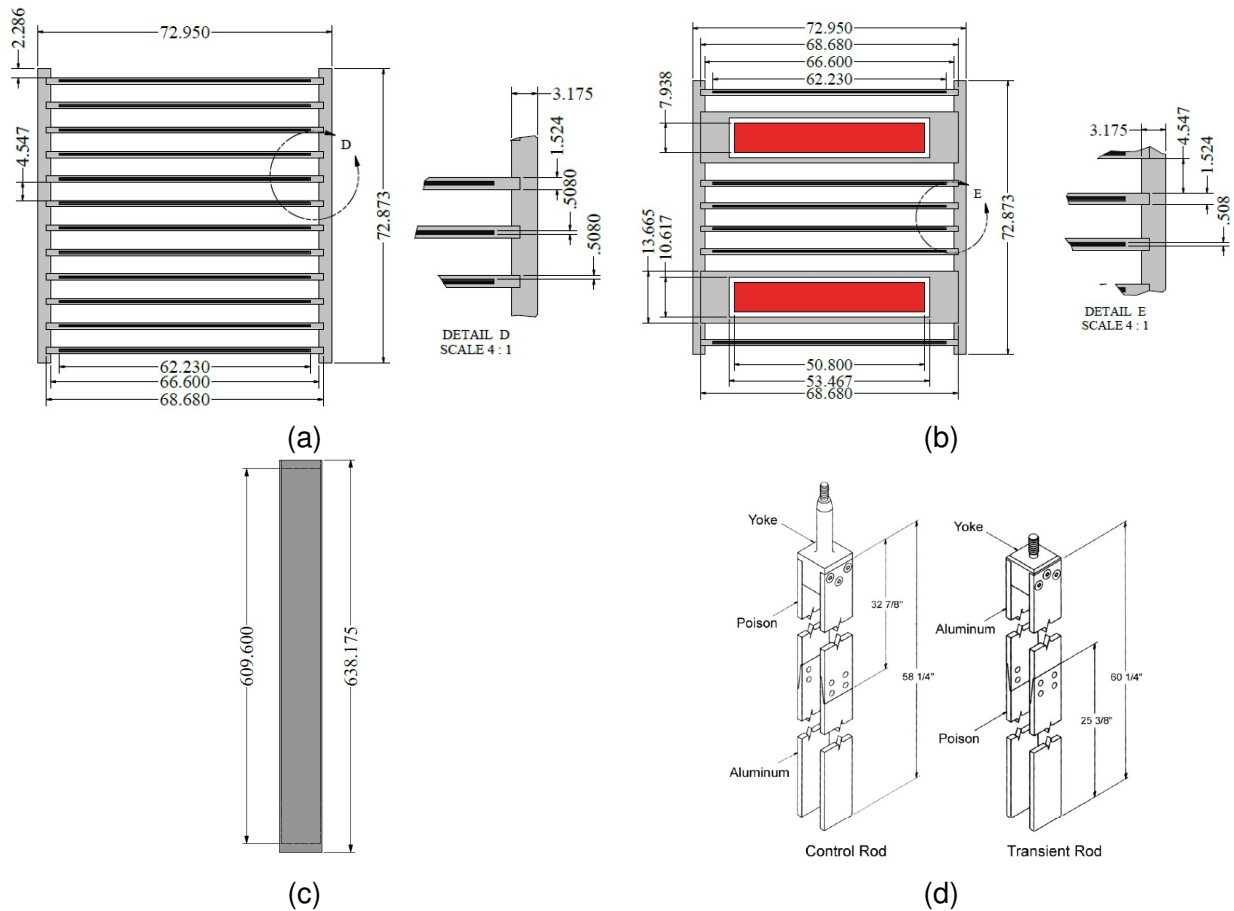 2.286
72.950
4.547
D
72.873
62.230
66.600
68.680
3.175
1.524
.5080
.5080
DETAIL D
SCALE 4 : 1
(a)
72.950
68.680
66.600
62.230
7.938
13.665
10.617
E
72.873
50.800
53.467
68.680
3.175
4.547
1.524
.508
DETAIL E
SCALE 4 : 1
(b)
609.600
638.175
(c)
Yoke
Poison
Aluminum
32 7/8"
58 1/4"
Control Rod
Yoke
Aluminum
Poison
25 3/8"
60 1/4"
Transient Rod
(d)